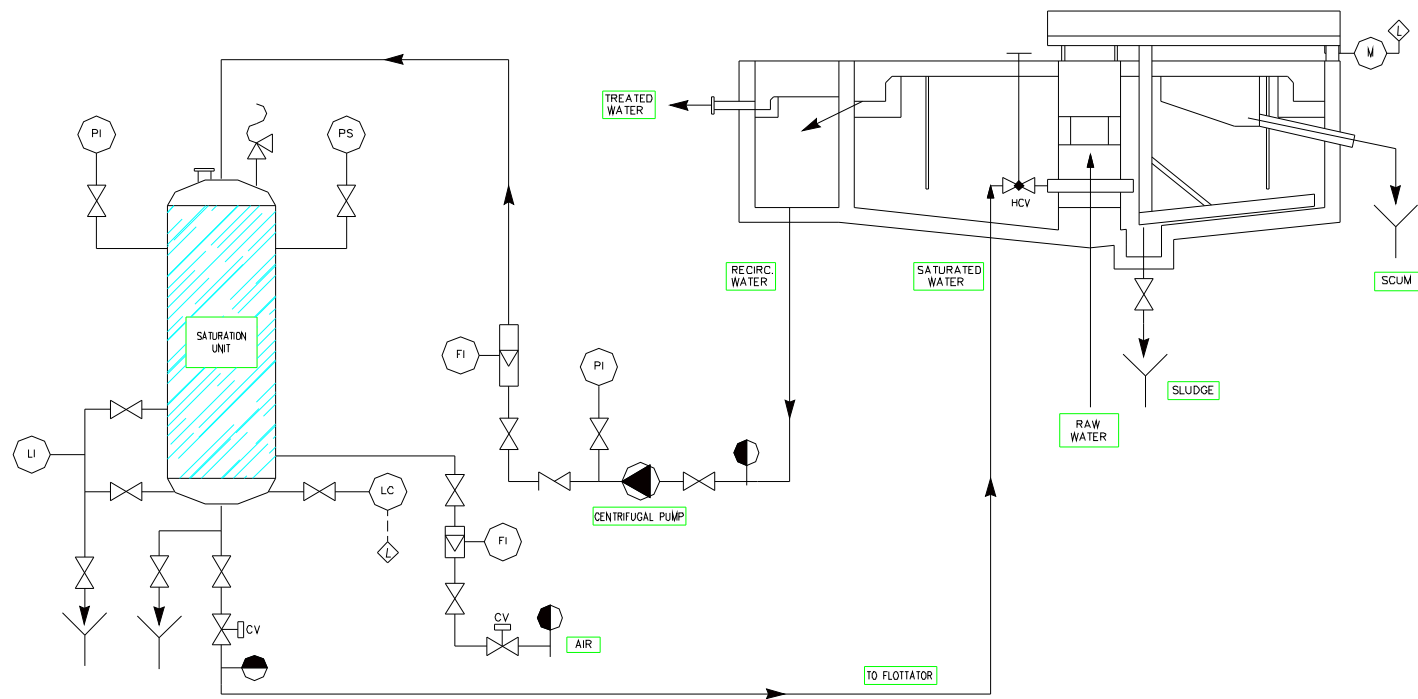 L
M
TREATED
WATER
PI
PS
HCV
RECIRC.
WATER
SATURATED
WATER
SCUM
SATURATION
UNIT
FI
PI
SLUDGE
RAW
WATER
LI
LC
CENTRIFUGAL PUMP
FI
L
CV
CV
AIR
TO FLOTTATOR